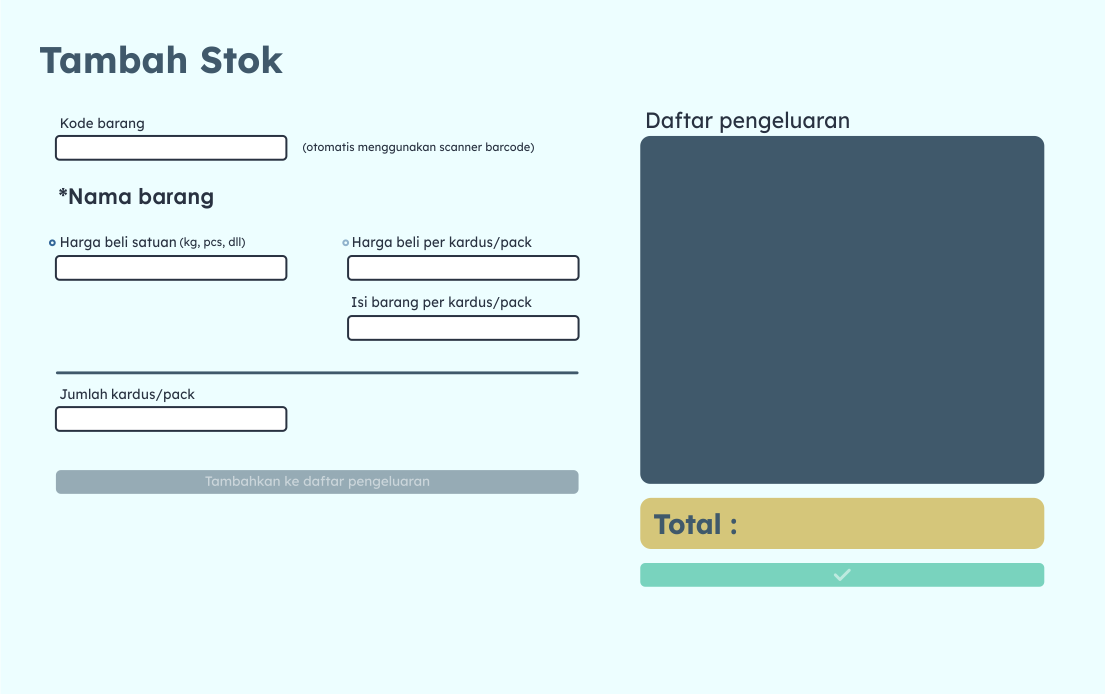 Tambah Stok
Kode barang
(otomatis menggunakan scanner barcode)
*Nama barang
Harga beli satuan (kg, pcs, dll)
Harga beli per kardus/pack
Isi barang per kardus/pack
Jumlah kardus/pack
Tambahkan ke daftar pengeluaran
Daftar pengeluaran
Total :